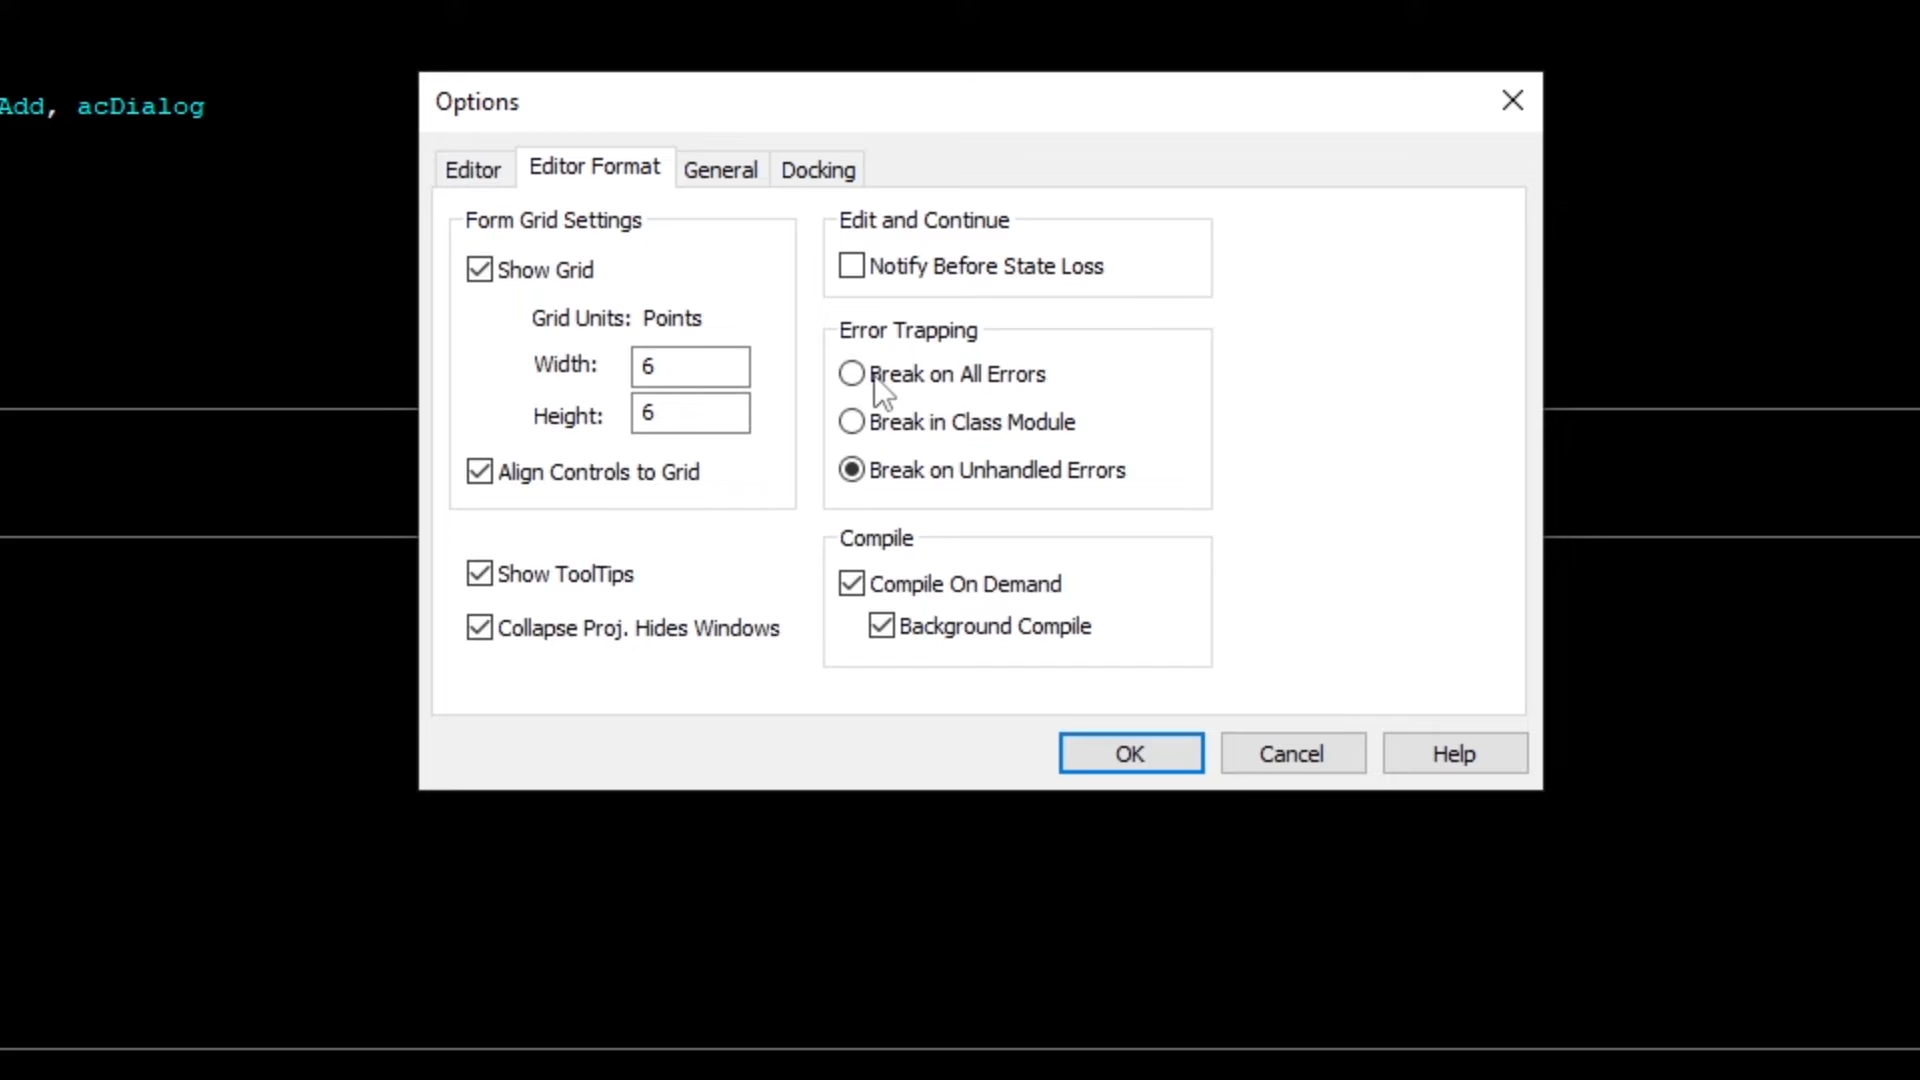 Add, acDialog
Options
Editor
Editor Format
General
Docking
Form Grid Settings
Show Grid
Grid Units: Points
Width: 6
Height: 6
Align Controls to Grid
Show ToolTips
Collapse Proj. Hides Windows
Edit and Continue
Notify Before State Loss
Error Trapping
Break on All Errors
Break in Class Module
Break on Unhandled Errors
Compile
Compile On Demand
Background Compile
OK
Cancel
Help